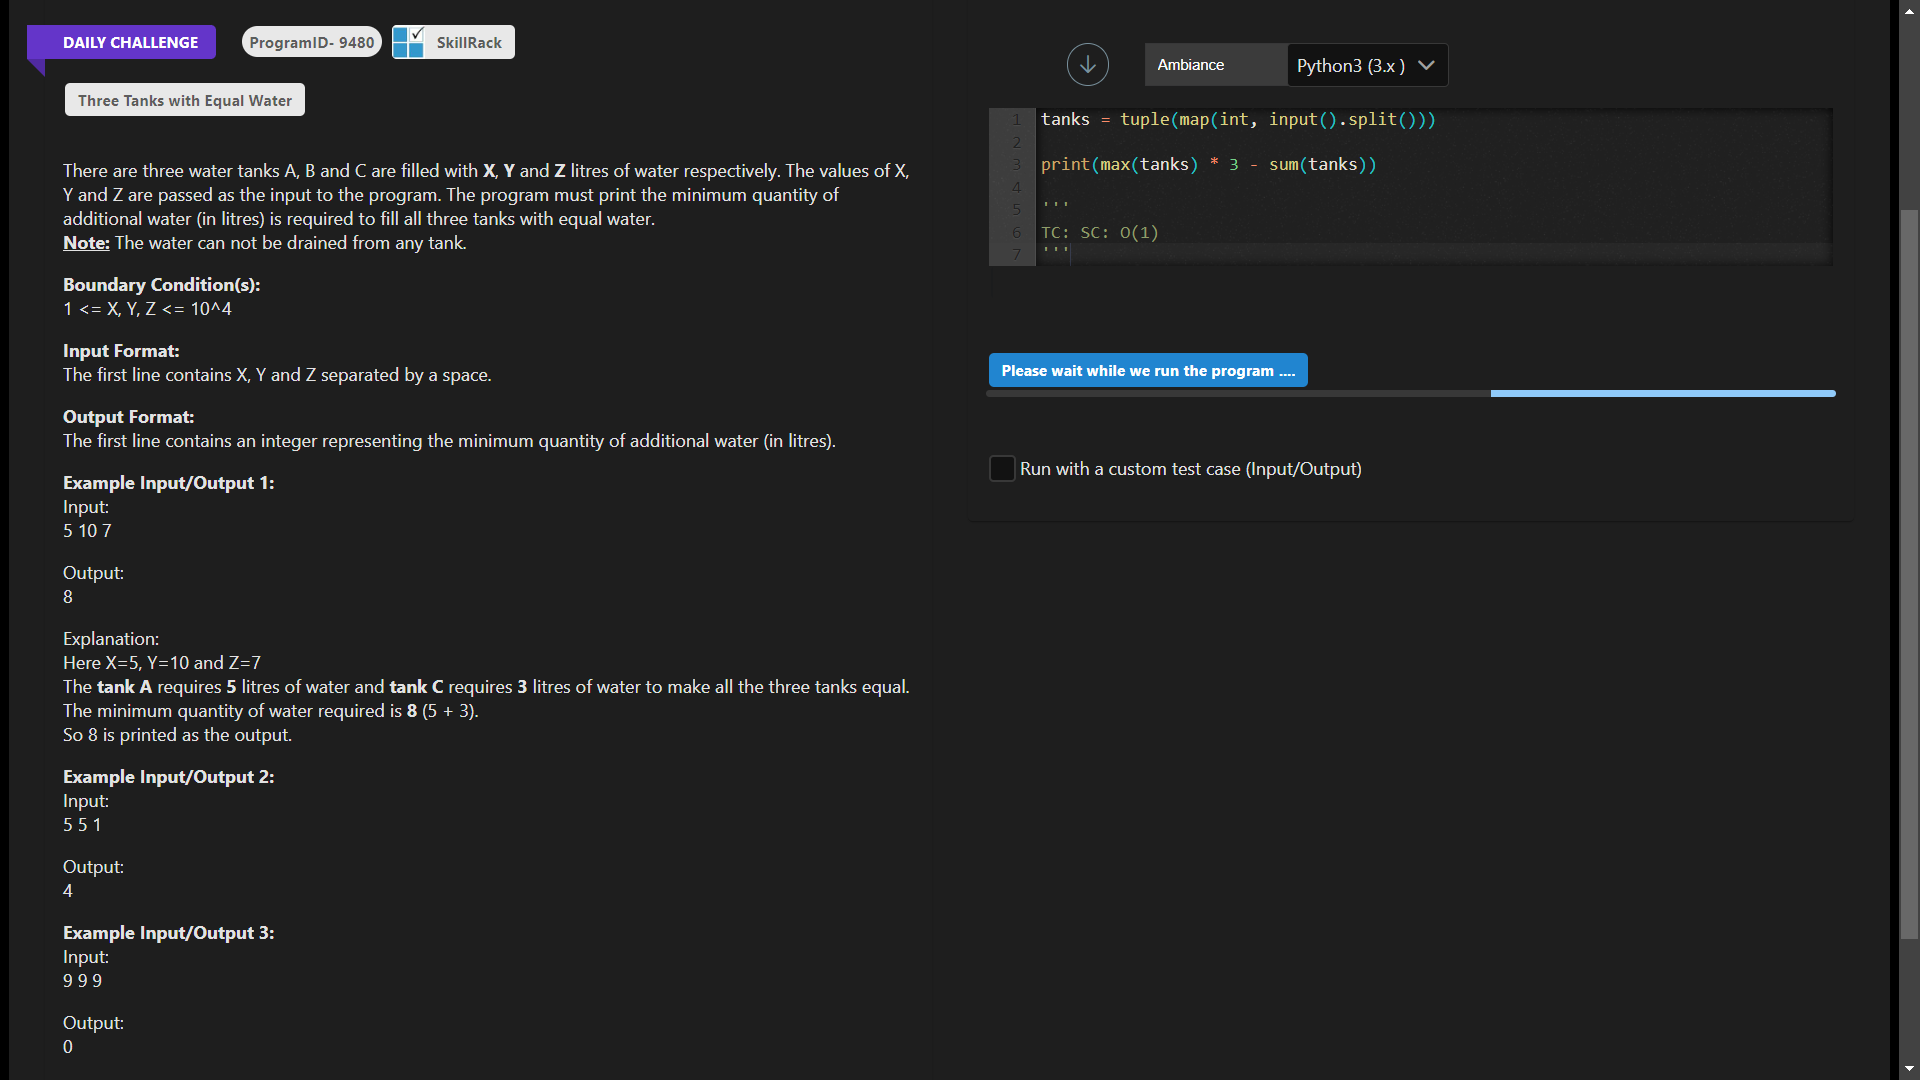 DAILY CHALLENGE
ProgramID- 9480
SkillRack
Three Tanks with Equal Water
There are three water tanks A, B and C are filled with X, Y and Z litres of water respectively. The values of X,
Y and Z are passed as the input to the program. The program must print the minimum quantity of
additional water (in litres) is required to fill all three tanks with equal water.
Note: The water can not be drained from any tank.
Boundary Condition(s):
1 <= X, Y, Z <= 10^4
Input Format:
The first line contains X, Y and Z separated by a space.
Output Format:
The first line contains an integer representing the minimum quantity of additional water (in litres).
Example Input/Output 1:
Input:
5 10 7
Output:
8
Explanation:
Here X=5, Y=10 and Z=7
The tank A requires 5 litres of water and tank C requires 3 litres of water to make all the three tanks equal.
The minimum quantity of water required is 8 (5 + 3).
So 8 is printed as the output.
Example Input/Output 2:
Input:
5 5 1
Output:
4
Example Input/Output 3:
Input:
9 9 9
Output:
0
Ambiance
Python3 (3.x )
1 tanks = tuple(map(int, input().split()))
2
3 print(max(tanks) * 3 - sum(tanks))
4
5 '''
6 TC: SC: O(1)
7 '''
Please wait while we run the program ....
Run with a custom test case (Input/Output)